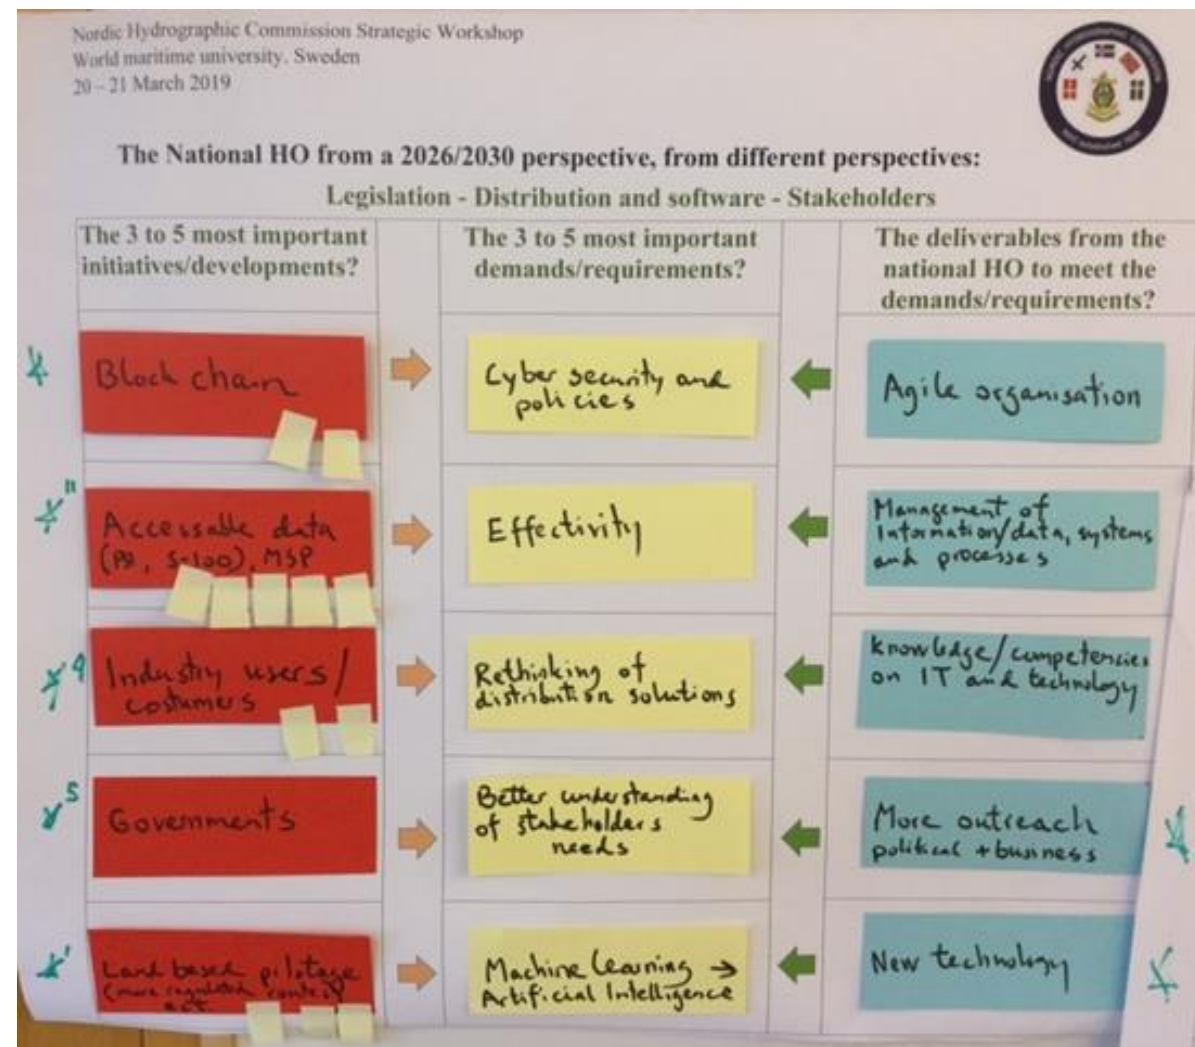 Nordic Hydrographic Commission Strategic Workshop
World maritime university, Sweden
20 – 21 March 2019
The National HO from a 2026/2030 perspective, from different perspectives:
Legislation - Distribution and software - Stakeholders
The 3 to 5 most important
initiatives/developments?
The 3 to 5 most important
demands/requirements?
The deliverables from the
national HO to meet the
demands/requirements?
Block chain
Cyber security and
policies
Agile organisation
11
Accessable data
S-100), MSP
Effectivity
Management of
Information/data, systems
and processes
Industry users/
costumers
Rethinking of
distribution solutions
Knowledge/competencies
on IT and technology
5
Governments
Better understanding
of stakeholders
needs
More outreach
political + business
Land based pilotage
(more regulated
Machine Learning →
Artificial Intelligence
New technology